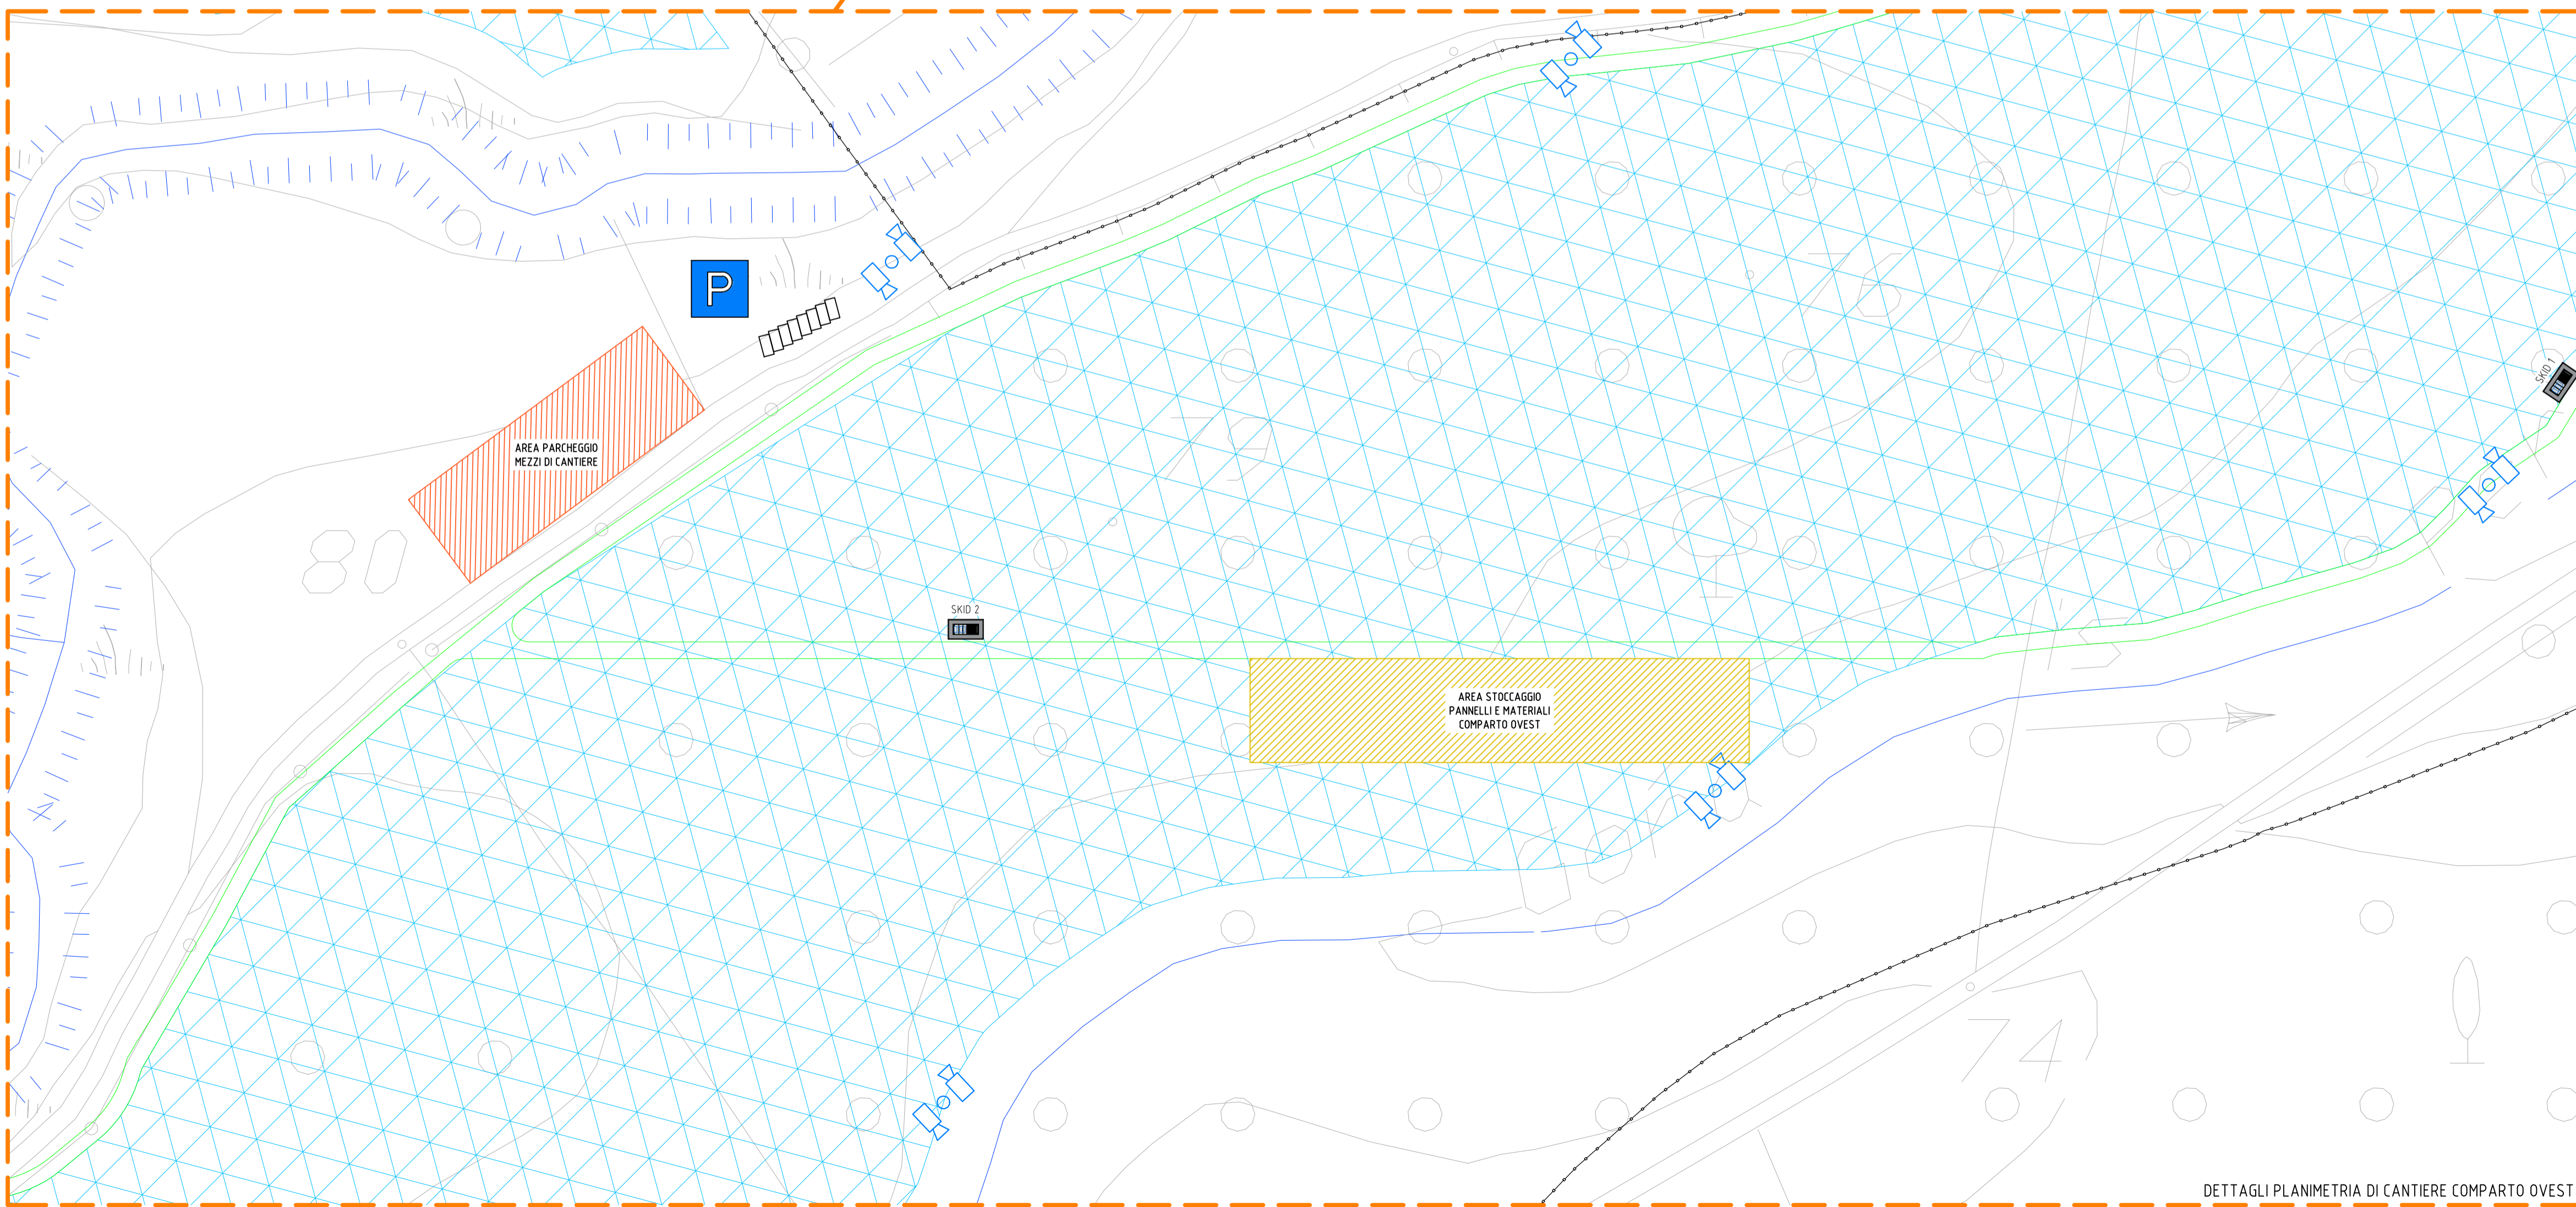 P
AREA PARCHEGGIO
MEZZI DI CANTIERE
SKID 1
SKID 2
AREA STOCCAGGIO
PANNELLI E MATERIALI
COMPARTO OVEST
DETTAGLI PLANIMETRIA DI CANTIERE COMPARTO OVEST